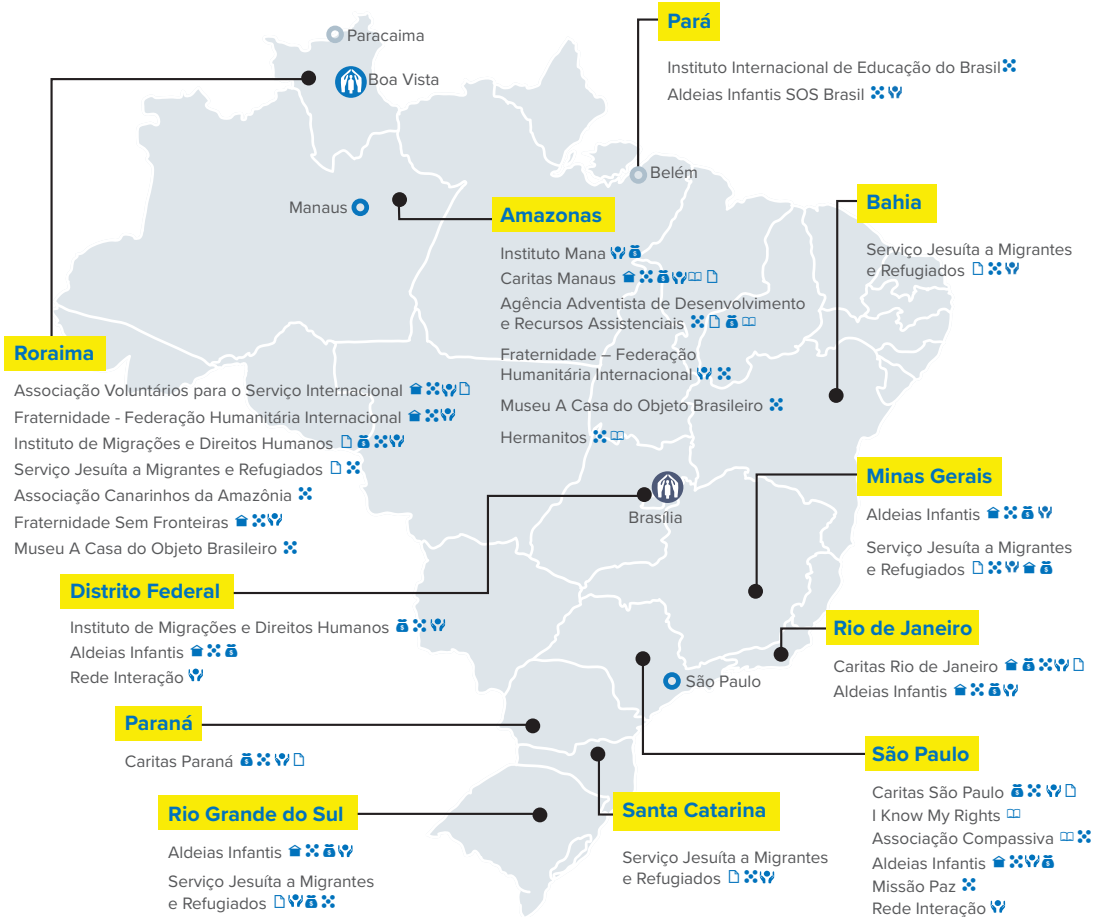 Paracaima
Boa Vista
Pará
Instituto Internacional de Educação do Brasil
Aldeias Infantis SOS Brasil
Belém
Manaus
Amazonas
Instituto Mana
Caritas Manaus
Agência Adventista de Desenvolvimento
e Recursos Assistenciais
Fraternidade – Federação
Humanitária Internacional
Museu A Casa do Objeto Brasileiro
Hermanitos
Bahia
Serviço Jesuíta a Migrantes
e Refugiados
Roraima
Associação Voluntários para o Serviço Internacional
Fraternidade - Federação Humanitária Internacional
Instituto de Migrações e Direitos Humanos
Serviço Jesuíta a Migrantes e Refugiados
Associação Canarinhos da Amazônia
Fraternidade Sem Fronteiras
Museu A Casa do Objeto Brasileiro
Brasília
Minas Gerais
Aldeias Infantis
Serviço Jesuíta a Migrantes
e Refugiados
Distrito Federal
Instituto de Migrações e Direitos Humanos
Aldeias Infantis
Rede Interação
Rio de Janeiro
Caritas Rio de Janeiro
Aldeias Infantis
São Paulo
Paraná
Caritas Paraná
São Paulo
Caritas São Paulo
I Know My Rights
Associação Compassiva
Aldeias Infantis
Missão Paz
Rede Interação
Rio Grande do Sul
Aldeias Infantis
Serviço Jesuíta a Migrantes
e Refugiados
Santa Catarina
Serviço Jesuíta a Migrantes
e Refugiados